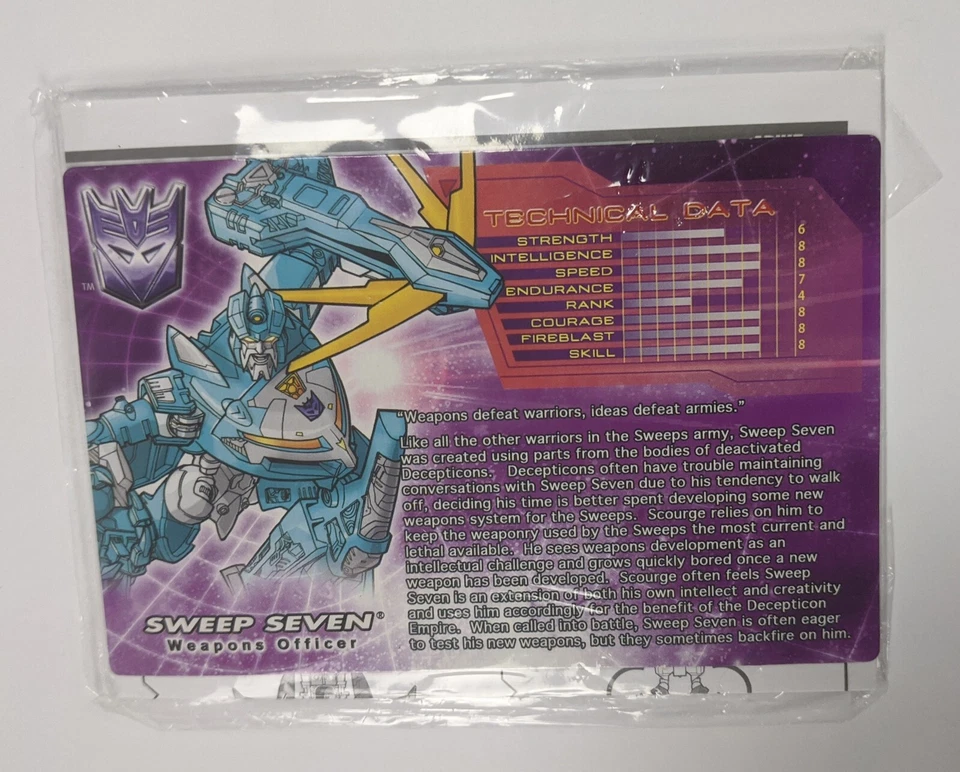 TM
TECHNICAL DATA
STRENGTH 6
INTELLIGENCE 8
SPEED 8
ENDURANCE 7
RANK 4
COURAGE 8
FIREBLAST 8
SKILL 8
"Weapons defeat warriors, ideas defeat armies."
Like all the other warriors in the Sweeps army, Sweep Seven
was created using parts from the bodies of deactivated
Decepticons. Decepticons often have trouble maintaining
conversations with Sweep Seven due to his tendency to walk
off, deciding his time is better spent developing some new
weapons system for the Sweeps. Scourge relies on him to
keep the weaponry used by the Sweeps the most current and
lethal available. He sees weapons development as an
intellectual challenge and grows quickly bored once a new
weapon has been developed. Scourge often feels Sweep
Seven is an extension of both his own intellect and creativity
and uses him accordingly for the benefit of the Decepticon
Empire. When called into battle, Sweep Seven is often eager
to test his new weapons, but they sometimes backfire on him.
SWEEP SEVEN®
Weapons Officer